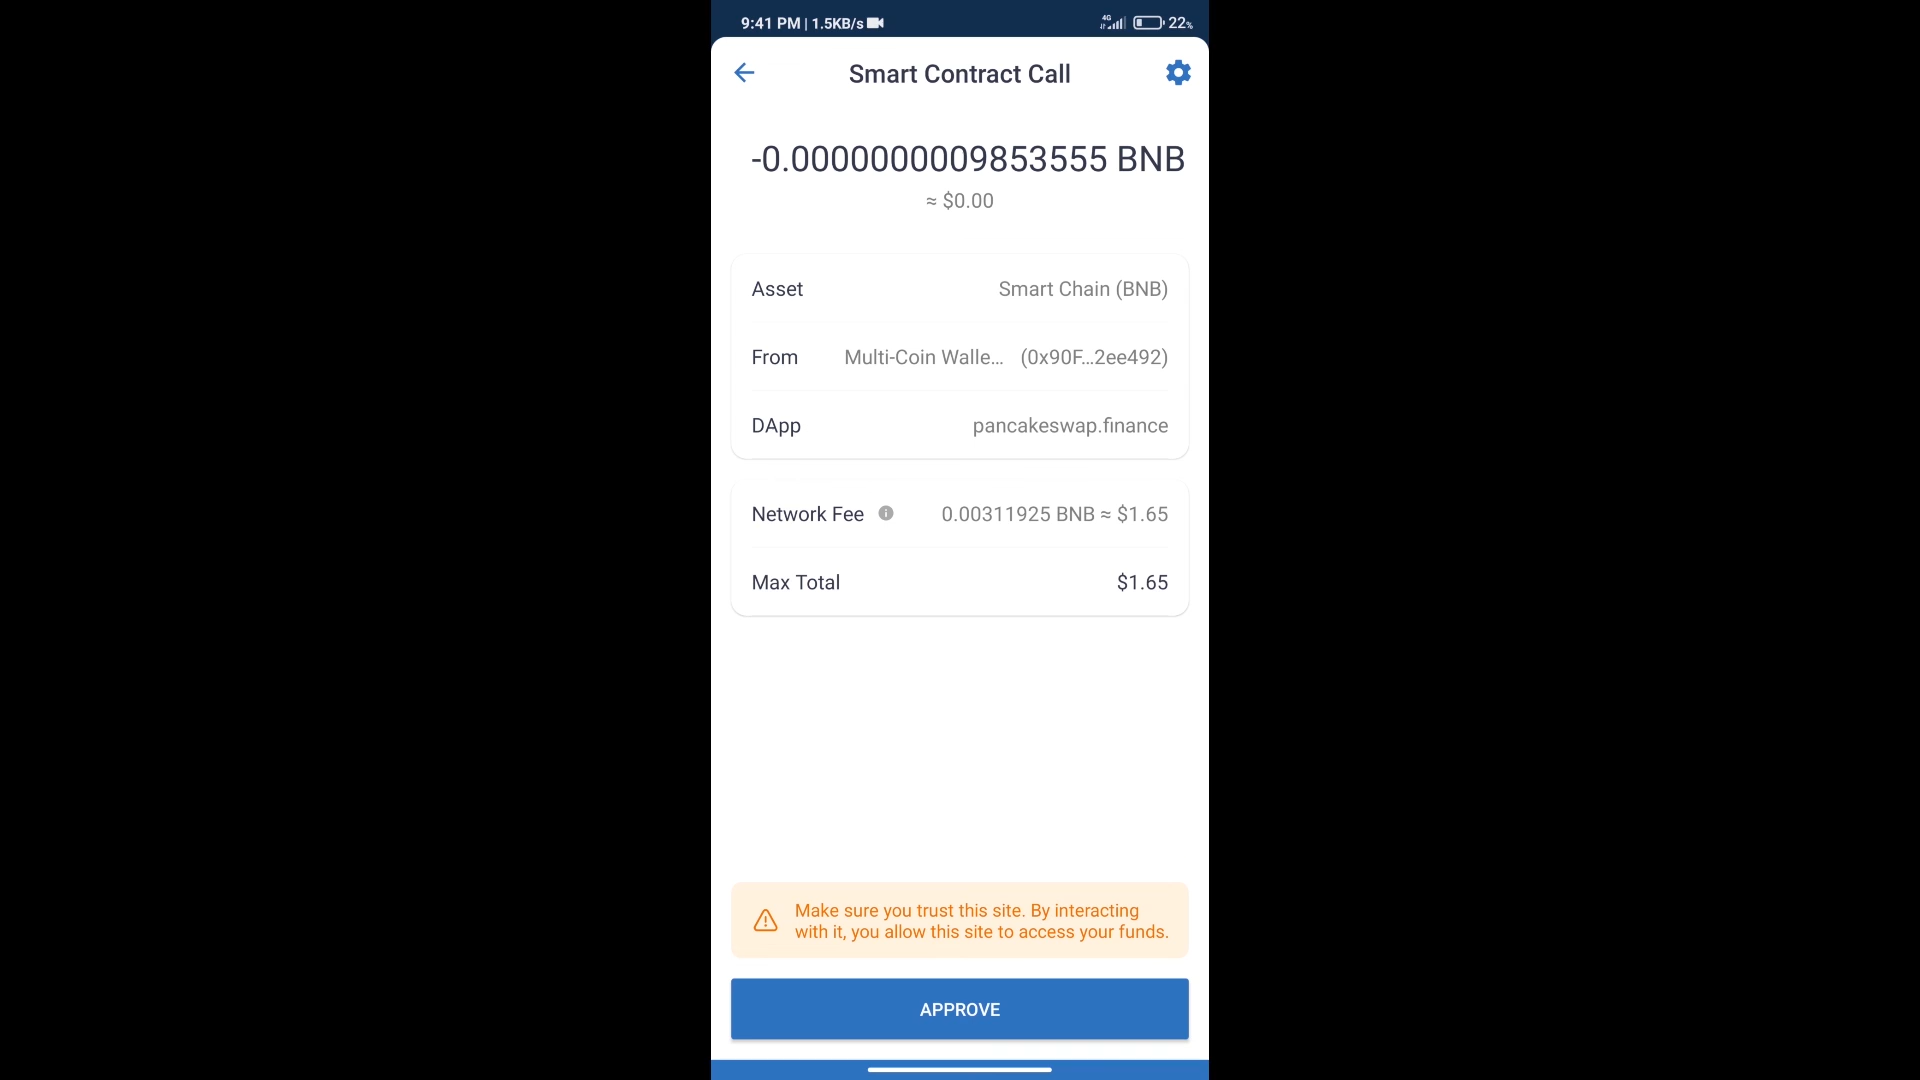 9:41 PM | 1.5KB/s 4G 22%
Smart Contract Call
-0.0000000009853555 BNB
≈ $0.00
Asset Smart Chain (BNB)
From Multi-Coin Walle... (0x90F...2ee492)
DApp pancakeswap.finance
Network Fee 0.00311925 BNB ≈ $1.65
Max Total $1.65
Make sure you trust this site. By interacting
with it, you allow this site to access your funds.
APPROVE